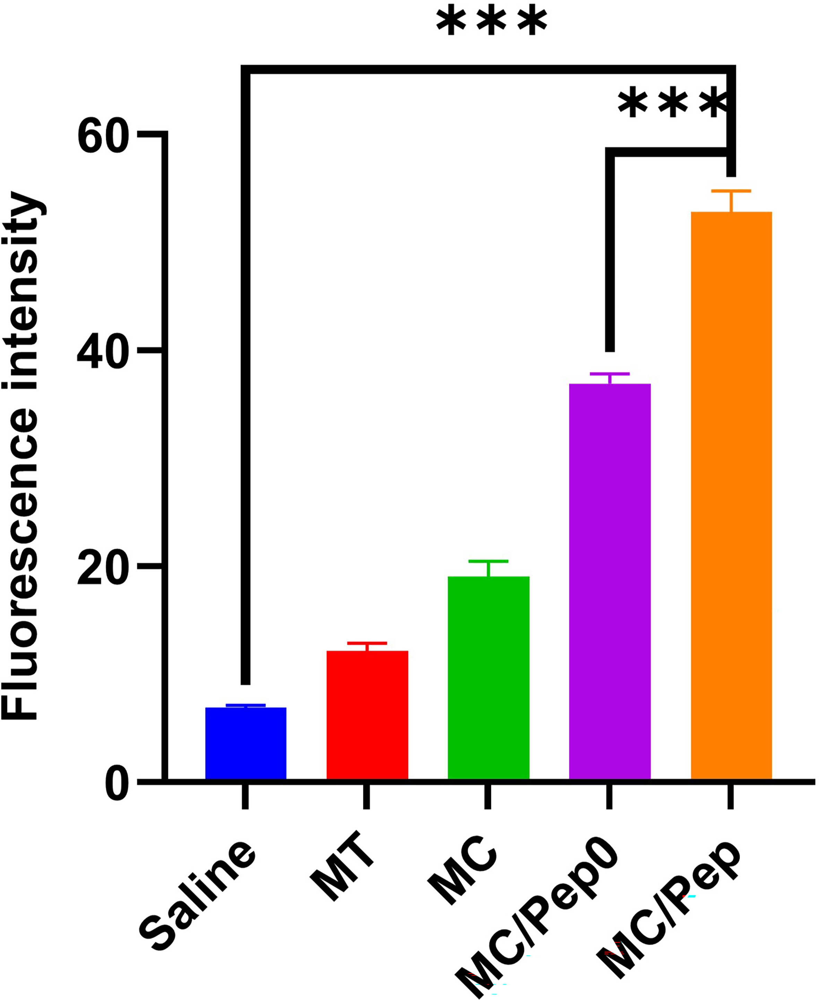 ***
***
60
40
20
0
Fluorescence intensity
Saline
MT
MC
MC/Pep0
MC/Pep